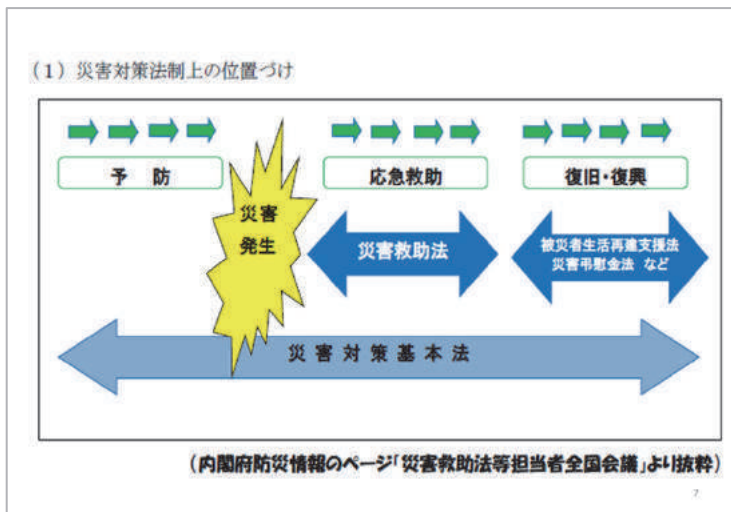 （１）災害対策法制上の位置づけ
予 防
応急救助
復旧・復興
災害
発生
災害救助法
被災者生活再建支援法
災害弔慰金法 など
災 害 対 策 基 本 法
(内閣府防災情報のページ「災害救助法等担当者全国会議」より抜粋)
7